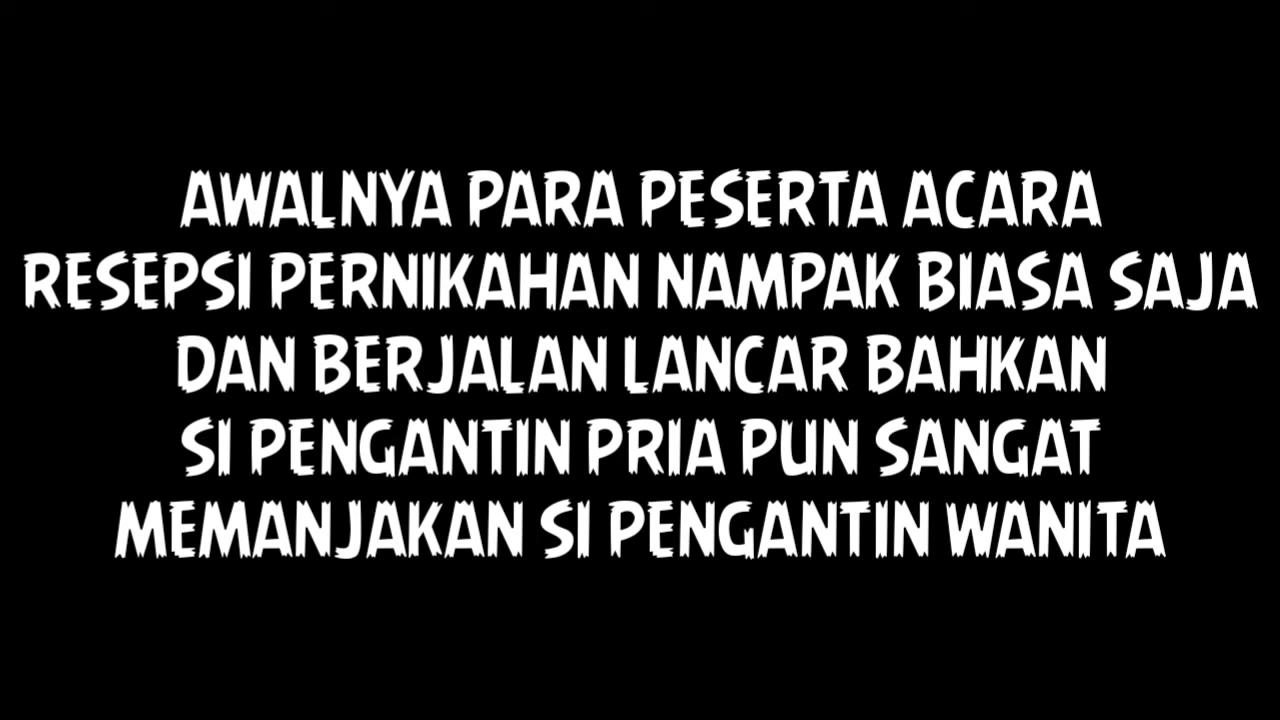 AWALNYA PARA PESERTA ACARA
RESEPSI PERNIKAHAN NAMPAK BIASA SAJA
DAN BERJALAN LANCAR BAHKAN
SI PENGANTIN PRIA PUN SANGAT
MEMANJAKAN SI PENGANTIN WANITA